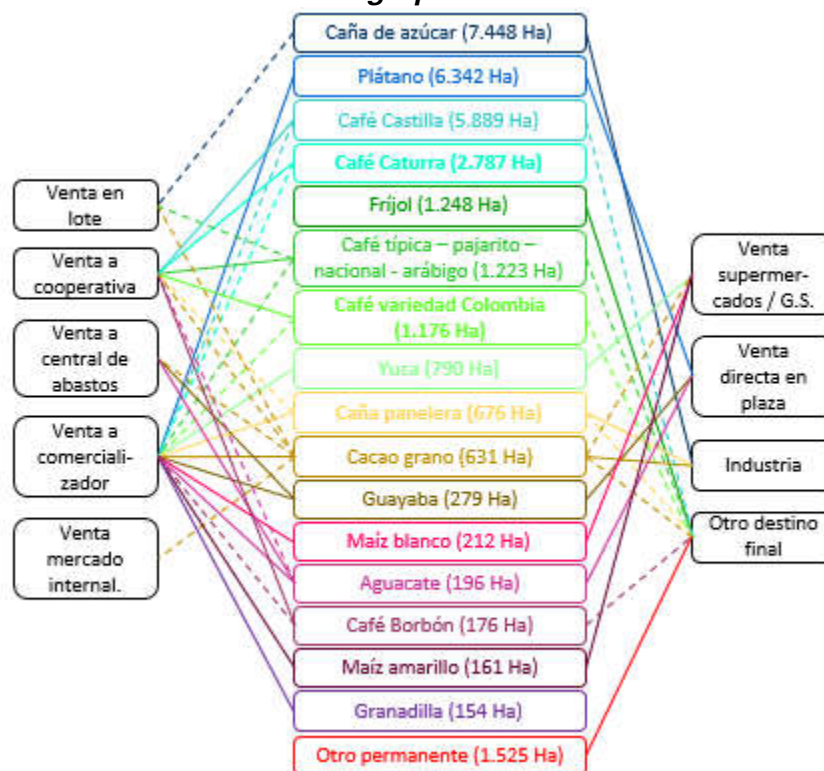 Caña de azúcar (7.448 Ha)
Plátano (6.342 Ha)
Café Castilla (5.889 Ha)
Café Caturra (2.787 Ha)
Fríjol (1.248 Ha)
Café típica – pajarito –
nacional - arábigo (1.223 Ha)
Café variedad Colombia
(1.176 Ha)
Yuca (790 Ha)
Caña panelera (676 Ha)
Cacao grano (631 Ha)
Guayaba (279 Ha)
Maíz blanco (212 Ha)
Aguacate (196 Ha)
Café Borbón (176 Ha)
Maíz amarillo (161 Ha)
Granadilla (154 Ha)
Otro permanente (1.525 Ha)
Venta en
lote
Venta a
cooperativa
Venta a
central de
abastos
Venta a
comerciali-
zador
Venta
mercado
internal.
Venta
supermer-
cados / G.S.
Venta
directa en
plaza
Industria
Otro destino
final